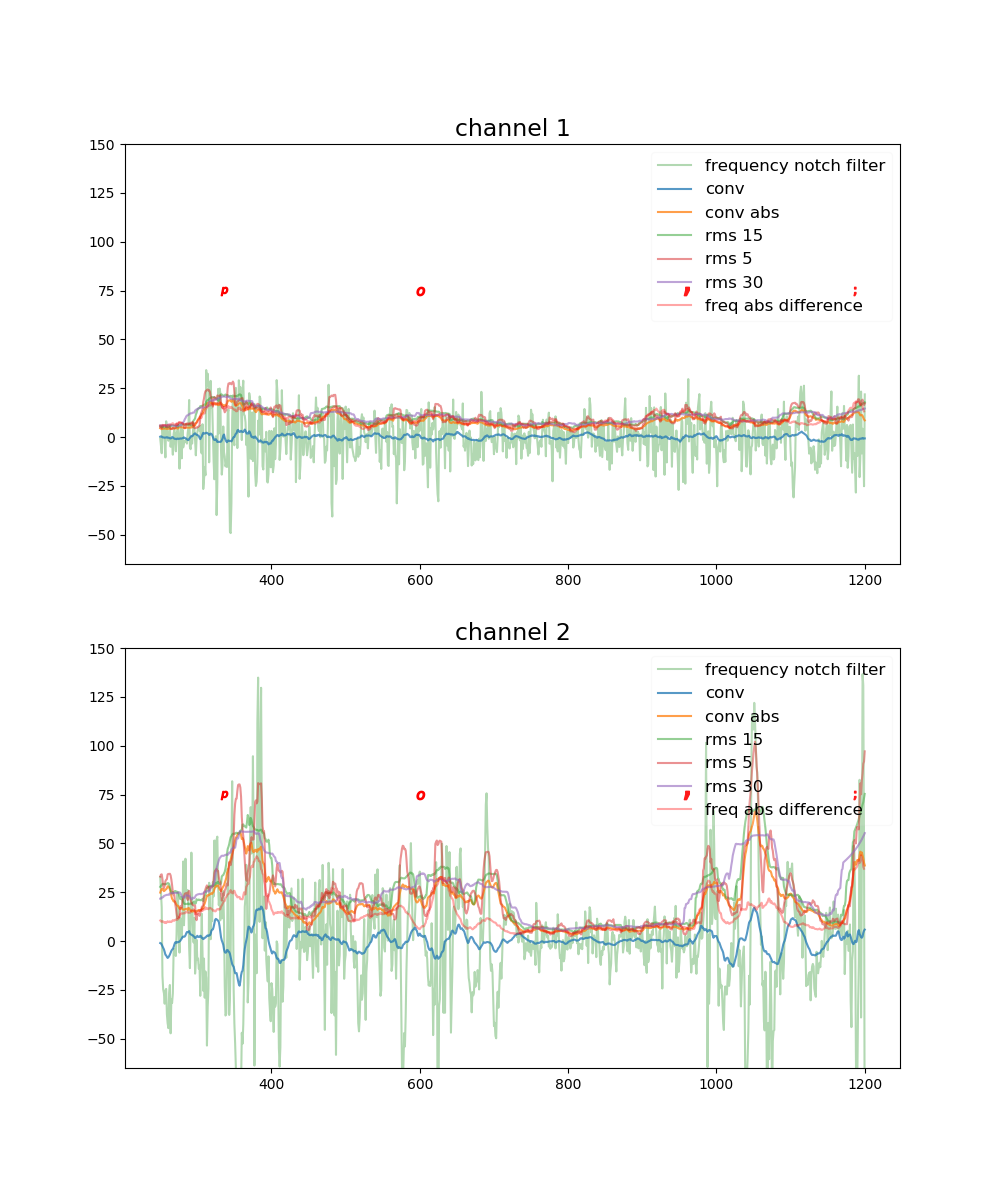 channel 1
150
125
100
75
50
25
0
−25
−50
frequency notch filter
conv
conv abs
rms 15
rms 5
rms 30
freq abs difference
p o , ;
400 600 800 1000 1200
channel 2
150
125
100
75
50
25
0
−25
−50
frequency notch filter
conv
conv abs
rms 15
rms 5
rms 30
freq abs difference
p o , ;
400 600 800 1000 1200